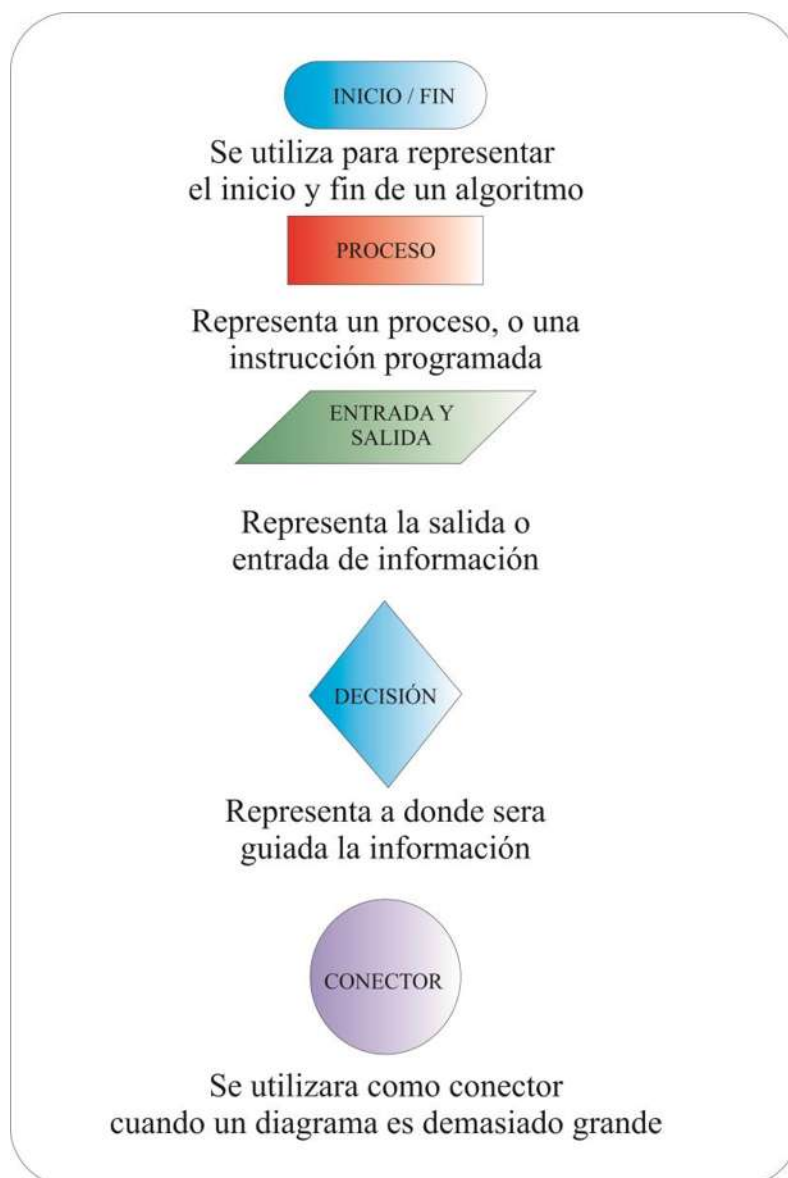 INICIO / FIN
Se utiliza para representar
el inicio y fin de un algoritmo
PROCESO
Representa un proceso, o una
instrucción programada
ENTRADA Y
SALIDA
Representa la salida o
entrada de información
DECISIÓN
Representa a donde sera
guiada la información
CONECTOR
Se utilizara como conector
cuando un diagrama es demasiado grande